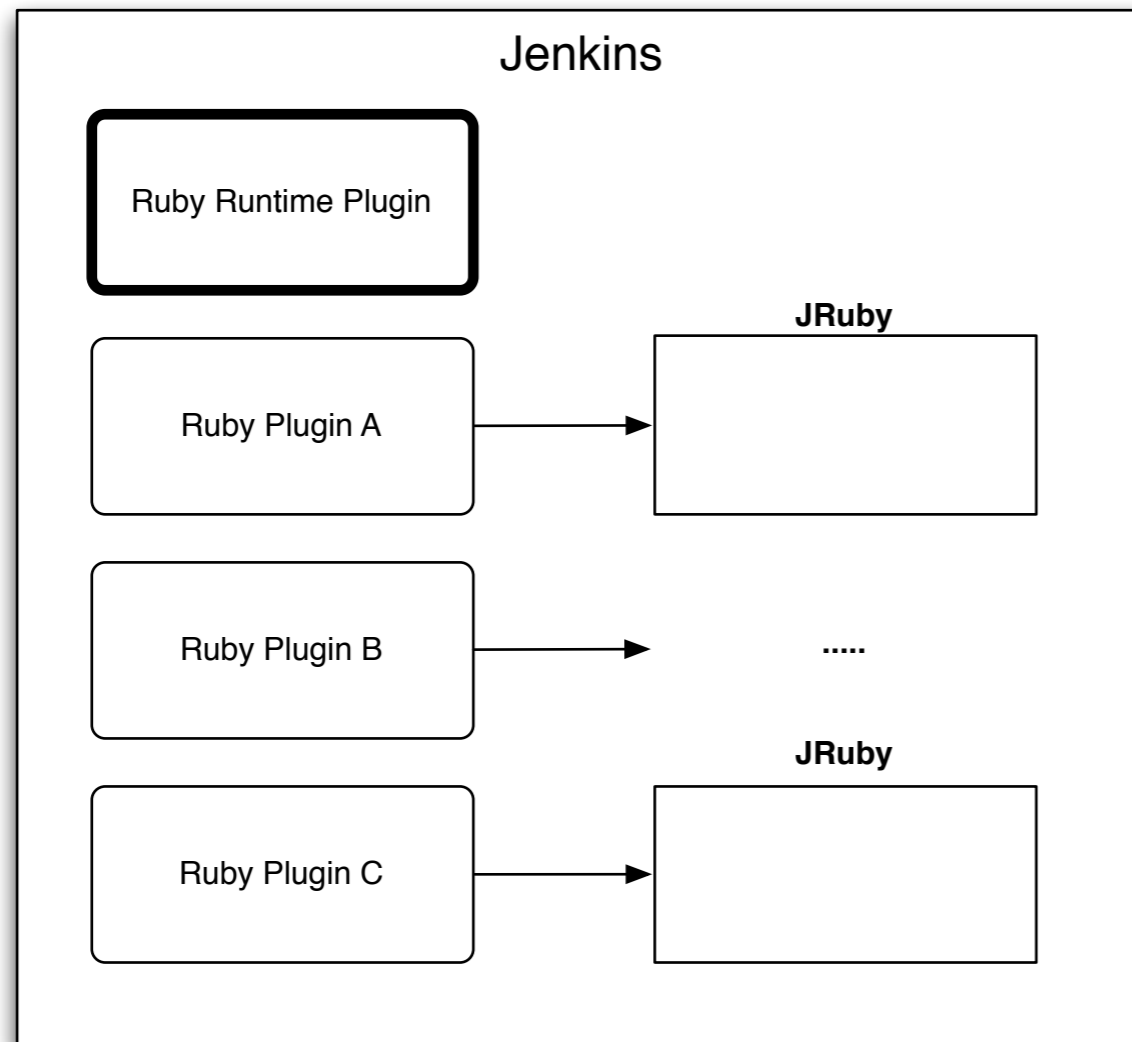 Jenkins
Ruby Runtime Plugin
JRuby
Ruby Plugin A
Ruby Plugin B
.....
JRuby
Ruby Plugin C